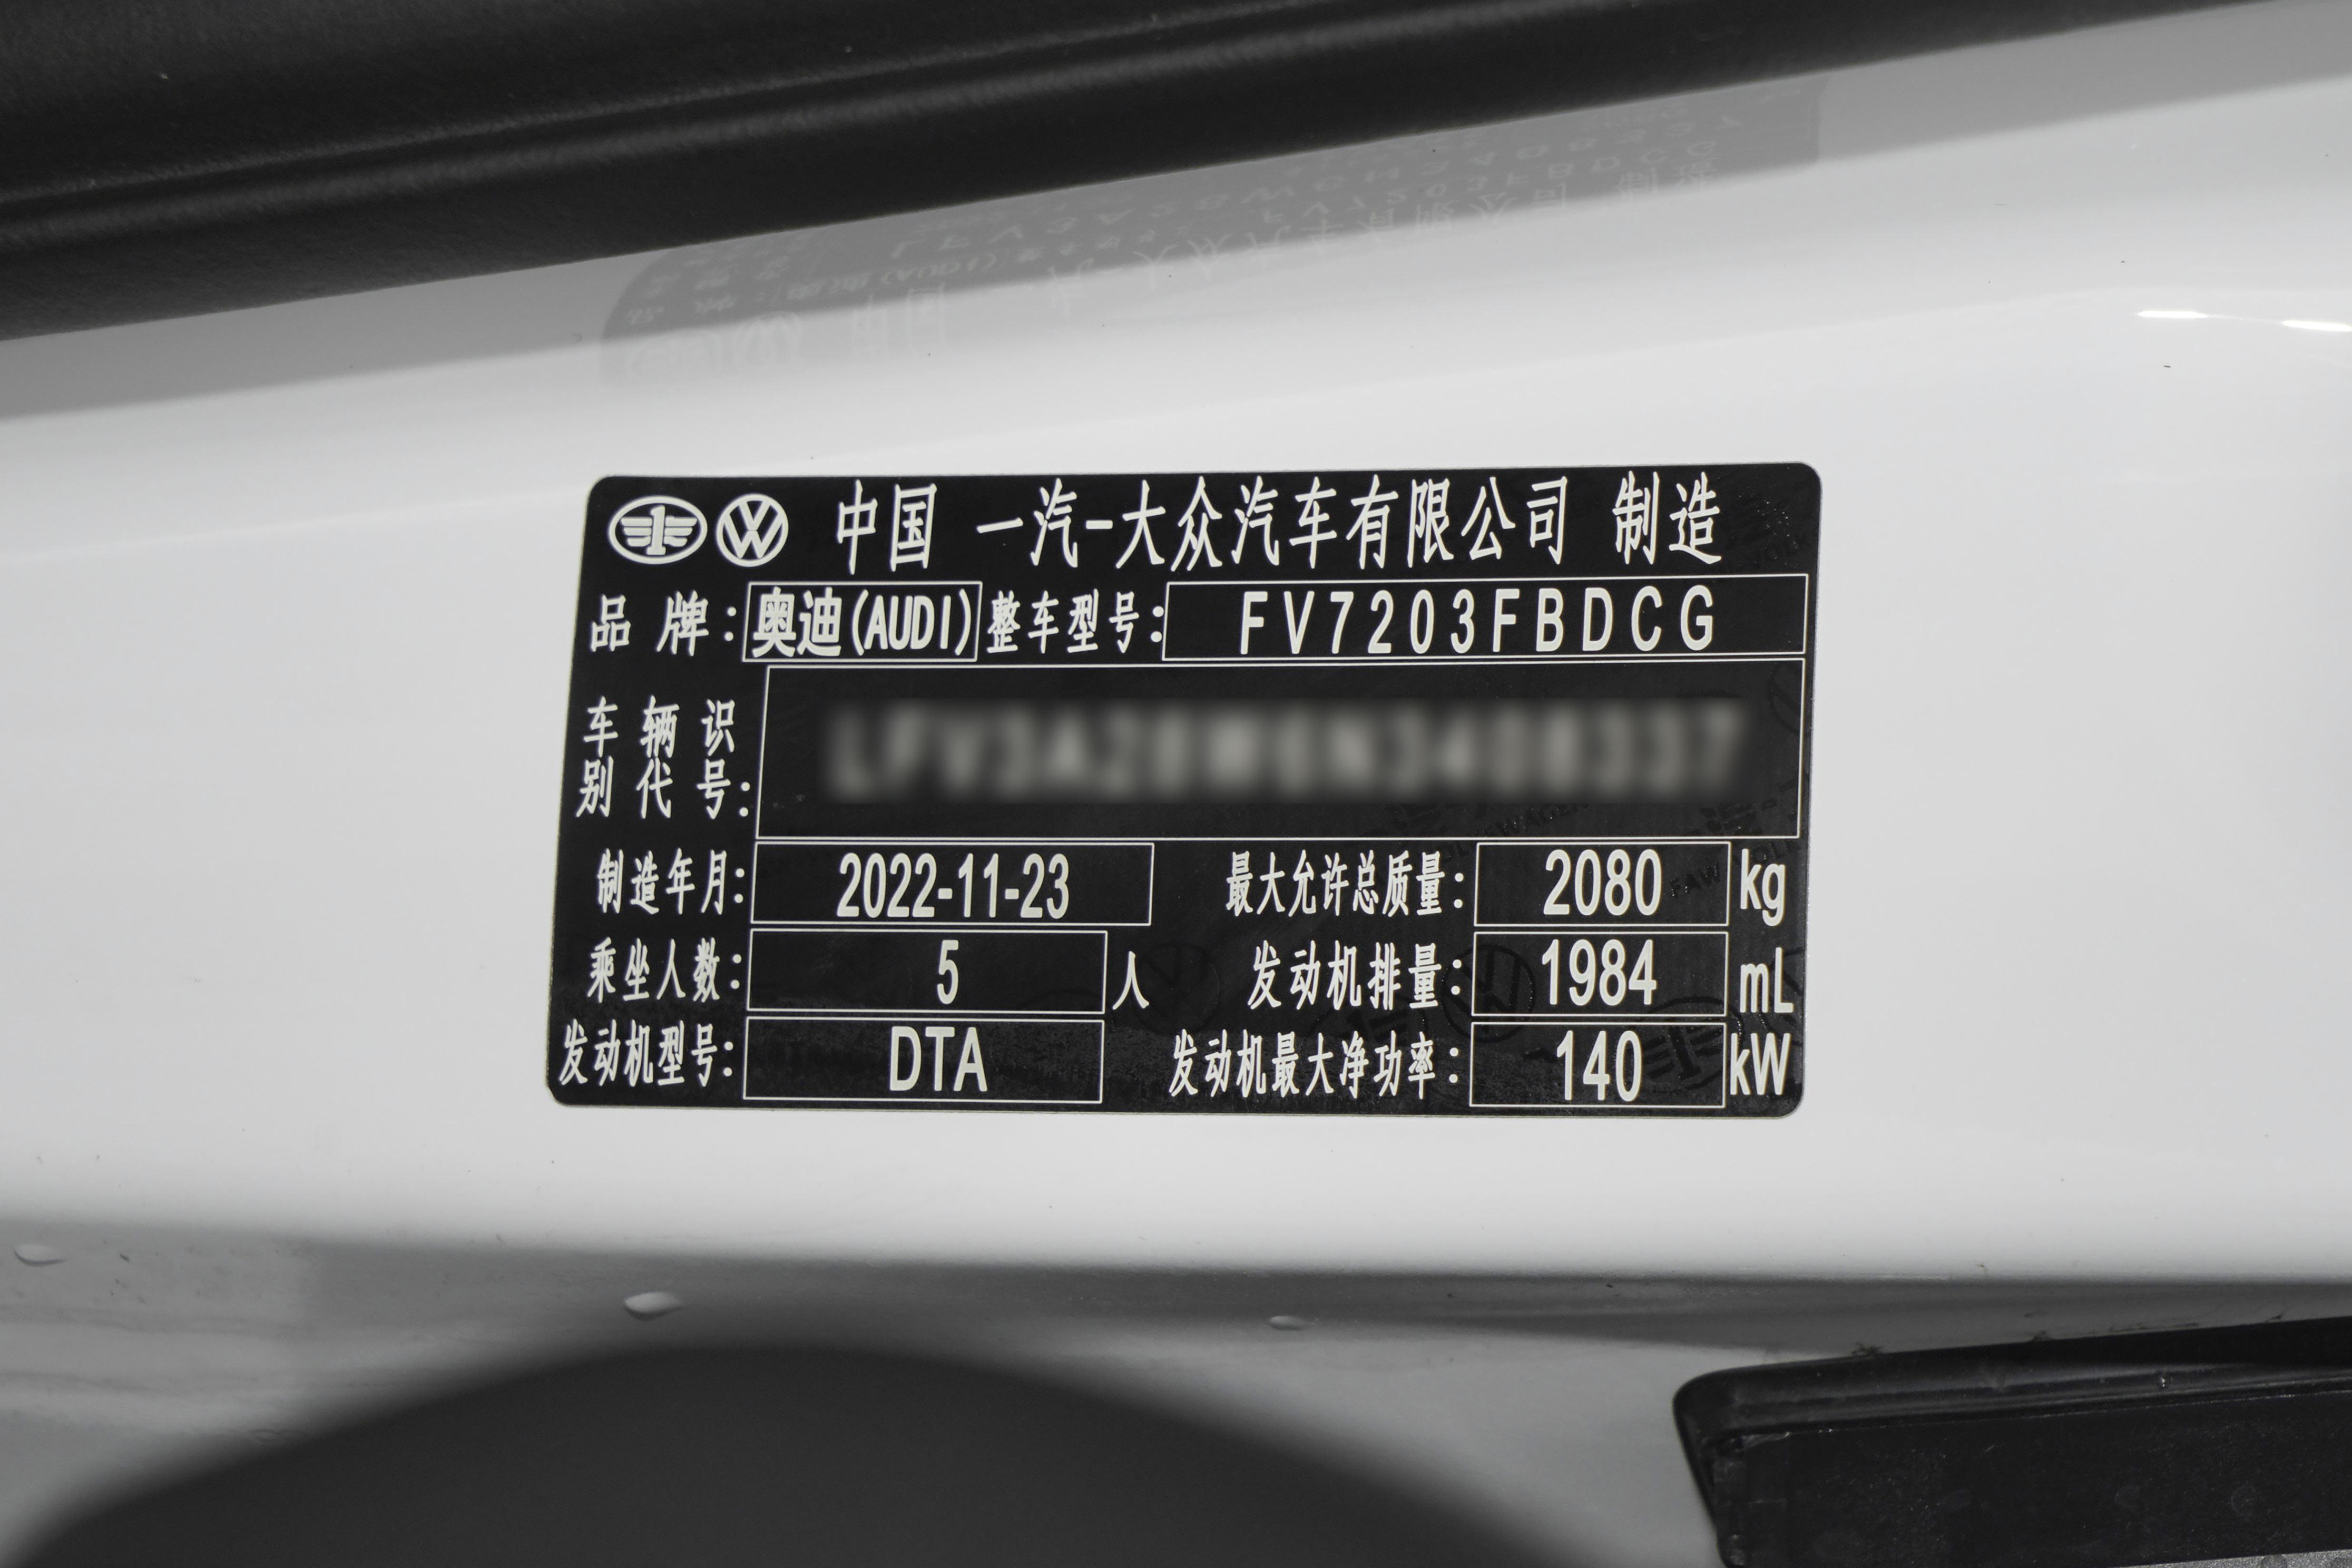 中国 一汽-大众汽车有限公司 制造
品牌: 奥迪(AUDI) 整车型号: FV7203FBDCG
车辆识
别代号:
制造年月: 2022-11-23 最大允许总质量: 2080 kg
乘坐人数: 5 人 发动机排量: 1984 mL
发动机型号: DTA 发动机最大净功率: 140 kW